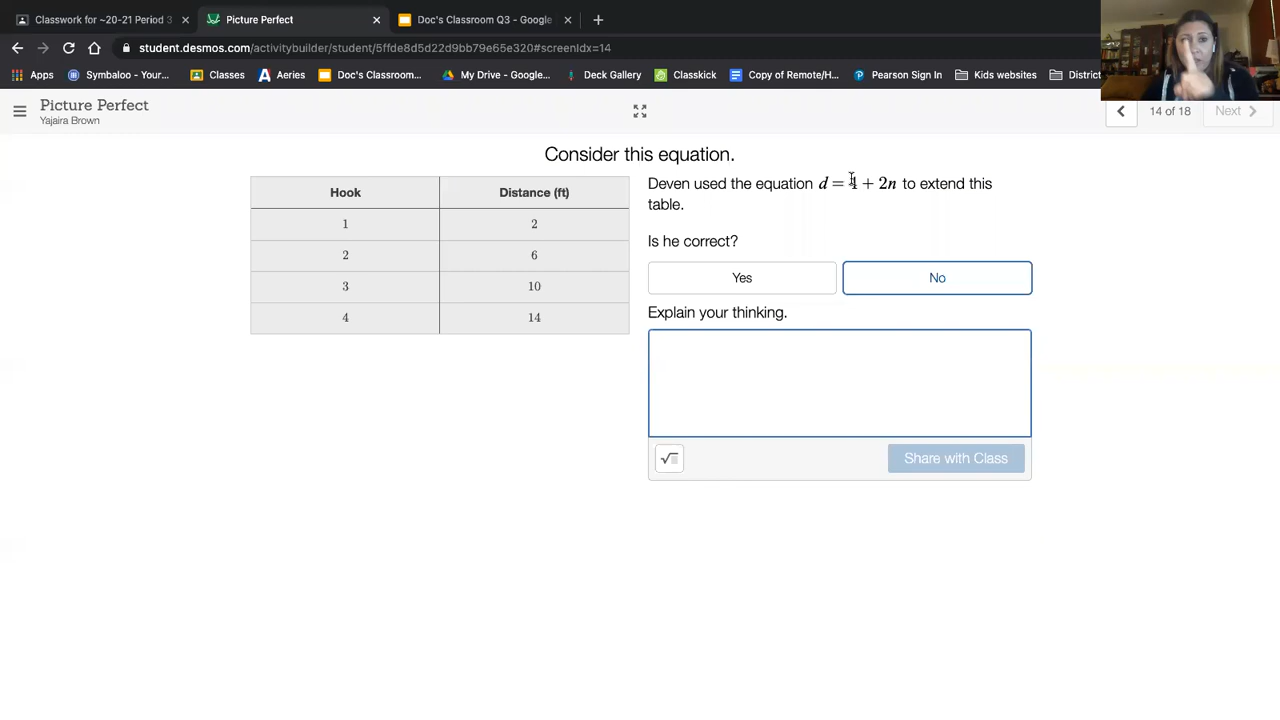 Classwork for ~20-21 Period 3
Picture Perfect
Doc's Classroom Q3 - Google
student.desmos.com/activitybuilder/student/5ffde8d5d22d9bb79e65e320#screenIdx=14
Apps
Symbaloo - Your...
Classes
Aeries
Doc's Classroom...
My Drive - Google...
Deck Gallery
Classkick
Copy of Remote/H...
Pearson Sign In
Kids websites
District
Picture Perfect
Yajaira Brown
14 of 18
Next
Consider this equation.
Hook Distance (ft)
1 2
2 6
3 10
4 14
Deven used the equation d = 4 + 2n to extend this
table.
Is he correct?
Yes
No
Explain your thinking.
Share with Class